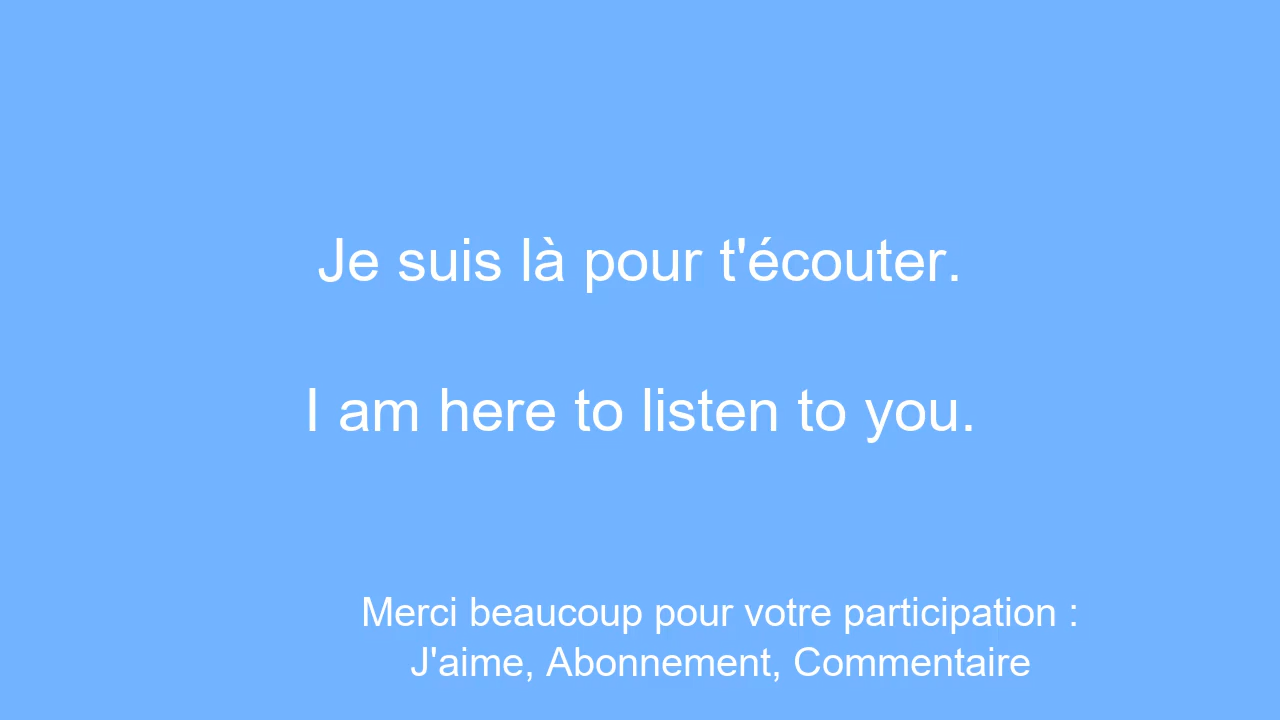 Je suis là pour t'écouter.
I am here to listen to you.
Merci beaucoup pour votre participation :
J'aime, Abonnement, Commentaire